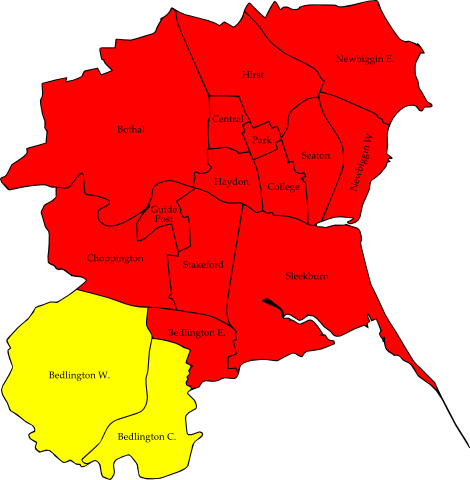 Newbiggin E.
Hirst
Central
Bothal
Park
Seaton
Newbiggin W.
Haydon
College
Guide
Post
Choppington
Stakeford
Sleekburn
Bedlington E.
Bedlington W.
Bedlington C.